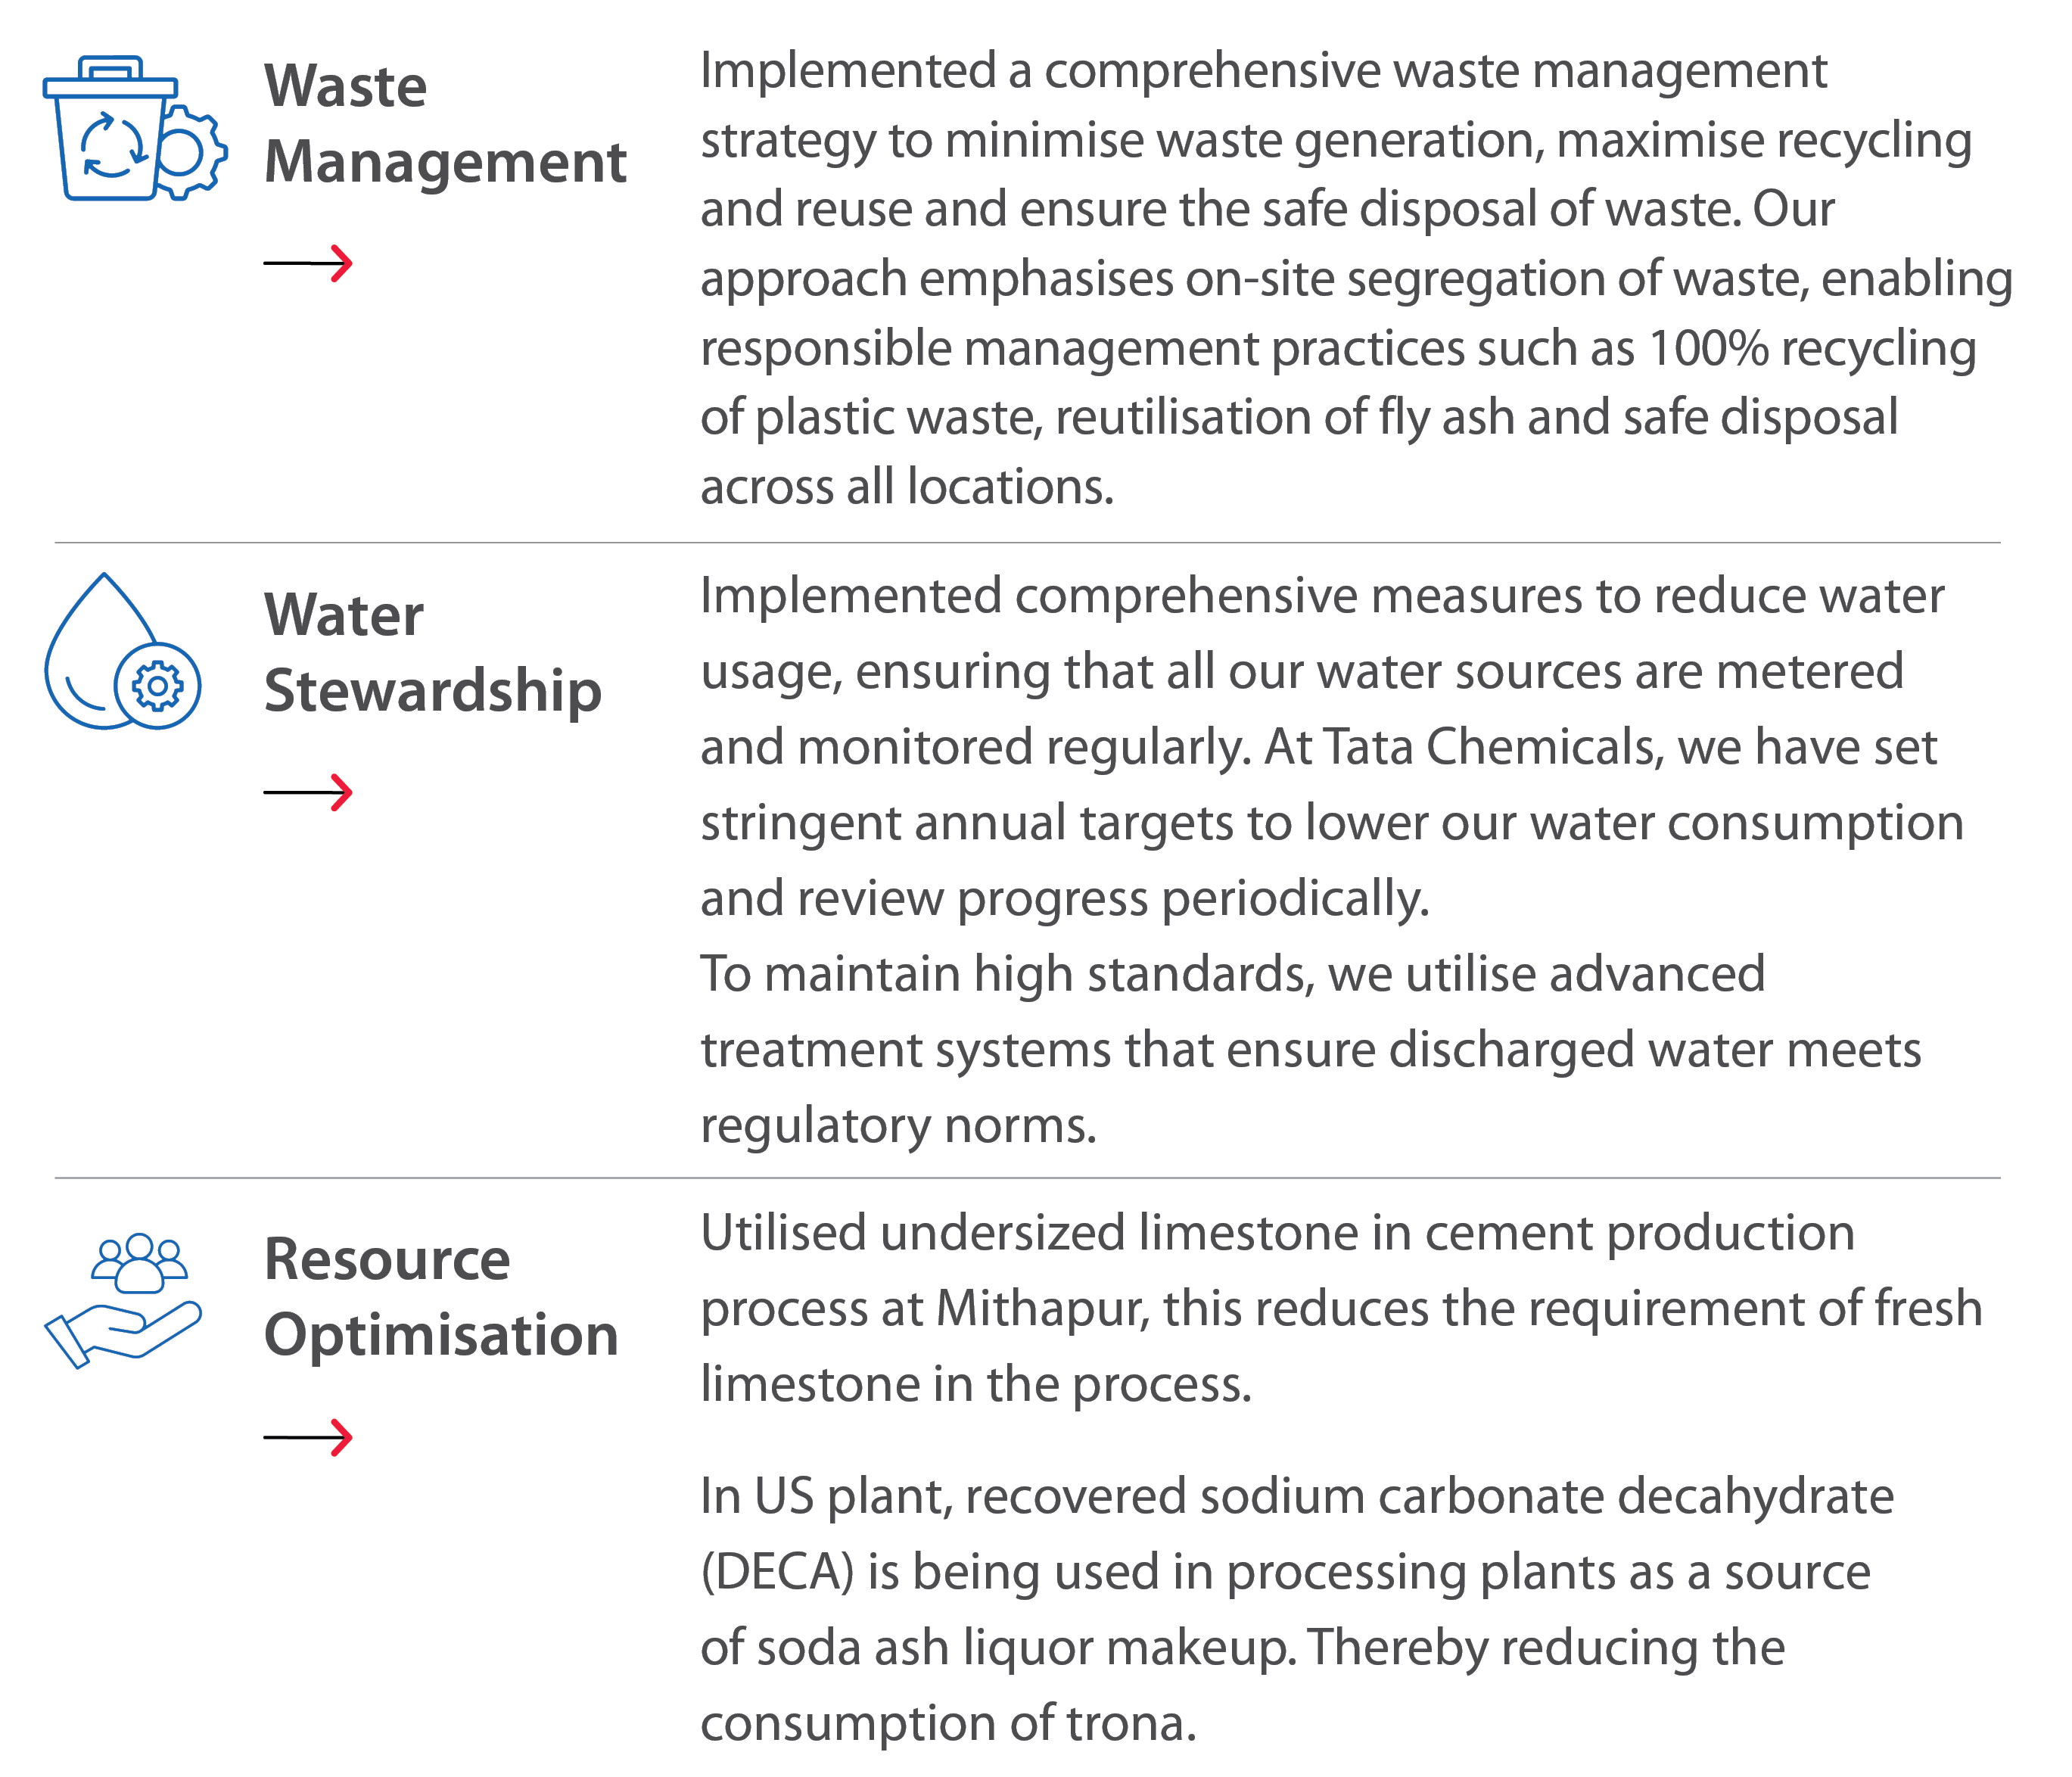 Waste
Management
Implemented a comprehensive waste management
strategy to minimise waste generation, maximise recycling
and reuse and ensure the safe disposal of waste. Our
approach emphasises on-site segregation of waste, enabling
responsible management practices such as 100% recycling
of plastic waste, reutilisation of fly ash and safe disposal
across all locations.
Water
Stewardship
Implemented comprehensive measures to reduce water
usage, ensuring that all our water sources are metered
and monitored regularly. At Tata Chemicals, we have set
stringent annual targets to lower our water consumption
and review progress periodically.
To maintain high standards, we utilise advanced
treatment systems that ensure discharged water meets
regulatory norms.
Resource
Optimisation
Utilised undersized limestone in cement production
process at Mithapur, this reduces the requirement of fresh
limestone in the process.
In US plant, recovered sodium carbonate decahydrate
(DECA) is being used in processing plants as a source
of soda ash liquor makeup. Thereby reducing the
consumption of trona.